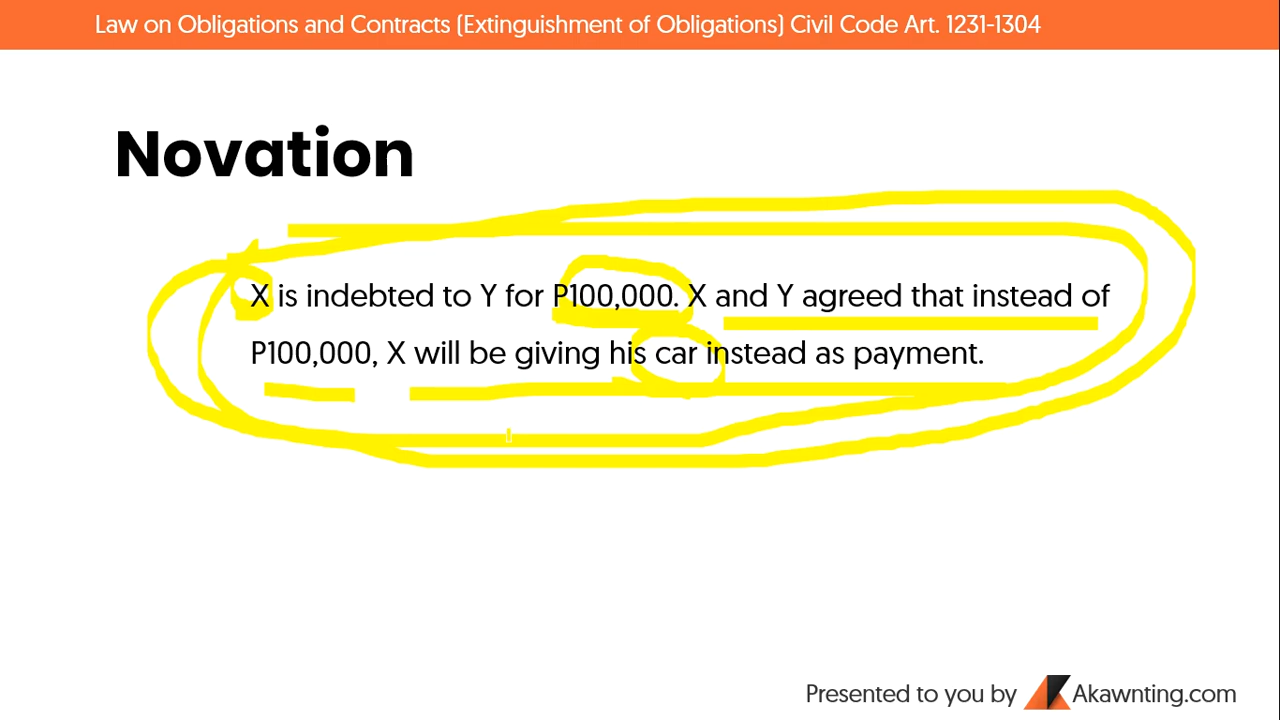 Law on Obligations and Contracts (Extinguishment of Obligations) Civil Code Art. 1231-1304
Novation
X is indebted to Y for P100,000. X and Y agreed that instead of
P100,000, X will be giving his car instead as payment.
Presented to you by Akawnting.com